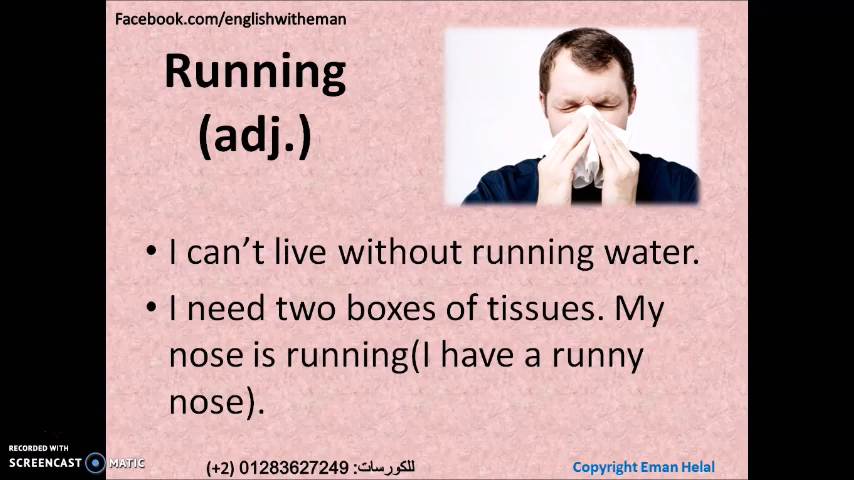 Facebook.com/englishwitheman
Running
(adj.)
• I can't live without running water.
• I need two boxes of tissues. My
nose is running(I have a runny
nose).
RECORDED WITH
SCREENCAST MATIC
(+2) 01283627249 :للكورسات
Copyright Eman Helal